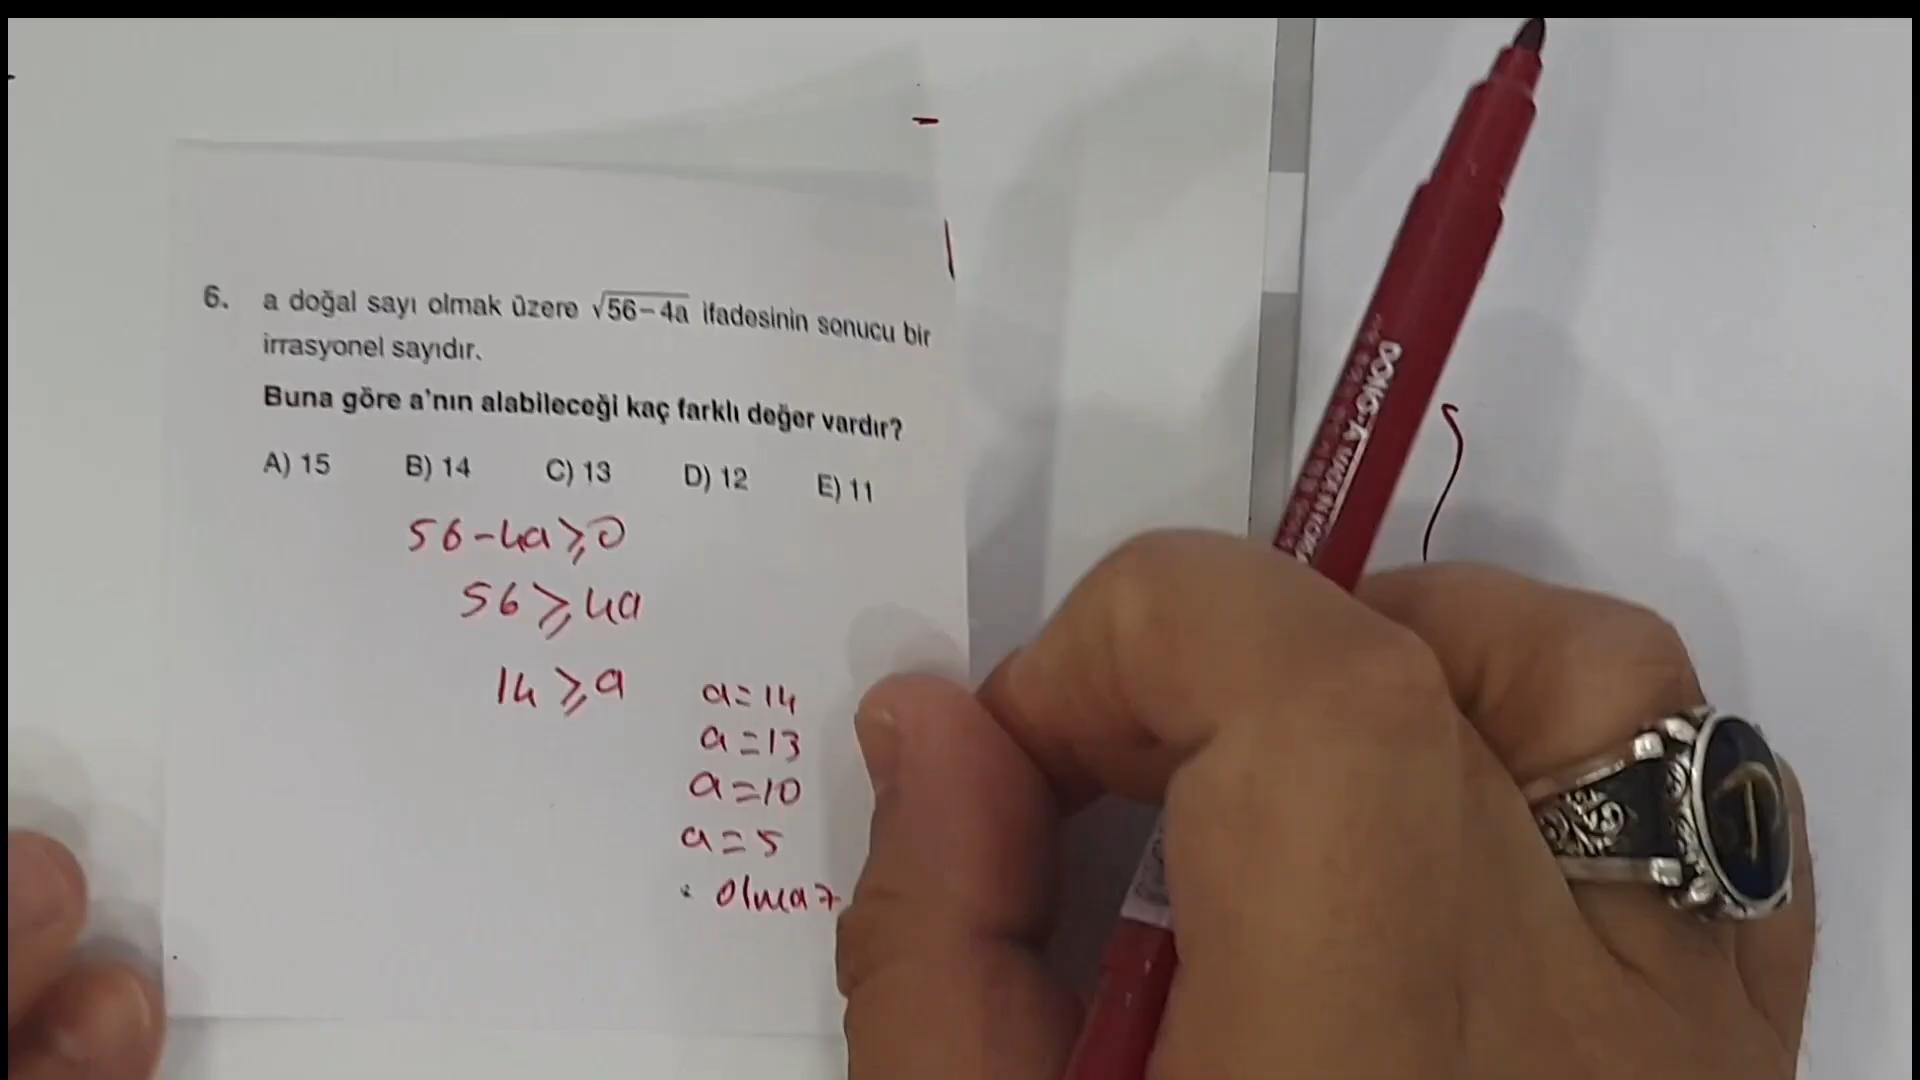 6. a doğal sayı olmak üzere √56-4a ifadesinin sonucu bir
irrasyonel sayıdır.
Buna göre a'nın alabileceği kaç farklı değer vardır?
A) 15 B) 14 C) 13 D) 12 E) 11
56-4a≥0
56≥4a
14≥a
a=14
a=13
a=10
a=5
olmaz